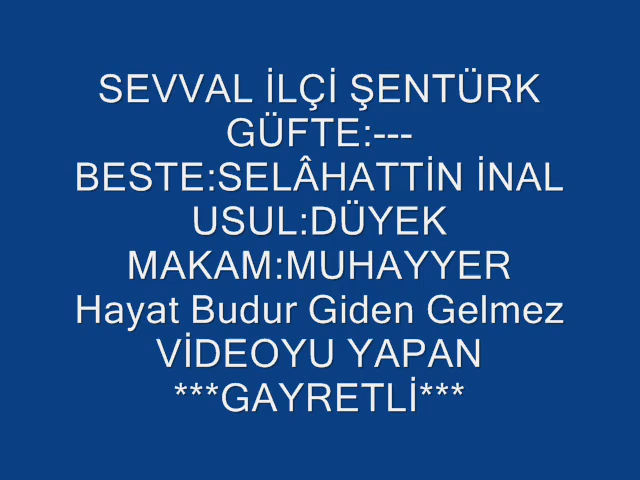 SEVVAL İLÇİ ŞENTÜRK
GÜFTE:---
BESTE:SELÂHATTİN İNAL
USUL:DÜYEK
MAKAM:MUHAYYER
Hayat Budur Giden Gelmez
VİDEOYU YAPAN
***GAYRETLİ***